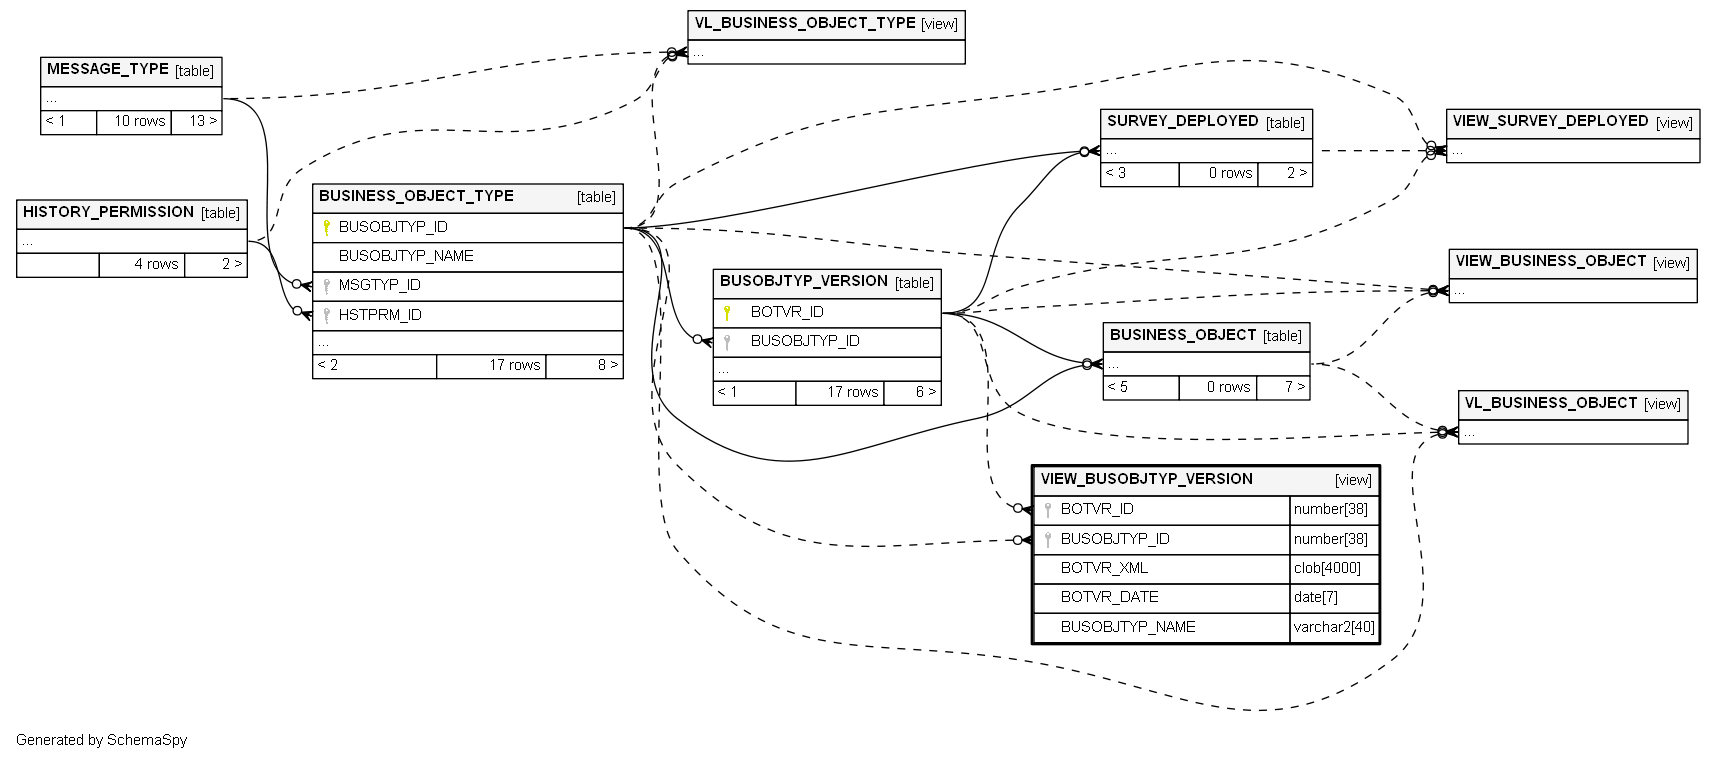 VL_BUSINESS_OBJECT_TYPE [view]
...
MESSAGE_TYPE [table]
...
< 1 10 rows 13 >
SURVEY_DEPLOYED [table]
...
< 3 0 rows 2 >
VIEW_SURVEY_DEPLOYED [view]
...
HISTORY_PERMISSION [table]
...
4 rows 2 >
BUSINESS_OBJECT_TYPE [table]
BUSOBJTYP_ID
BUSOBJTYP_NAME
MSGTYP_ID
HSTPRM_ID
...
< 2 17 rows 8 >
BUSOBJTYP_VERSION [table]
BOTVR_ID
BUSOBJTYP_ID
...
< 1 17 rows 6 >
VIEW_BUSINESS_OBJECT [view]
...
BUSINESS_OBJECT [table]
...
< 5 0 rows 7 >
VL_BUSINESS_OBJECT [view]
...
VIEW_BUSOBJTYP_VERSION [view]
BOTVR_ID number[38]
BUSOBJTYP_ID number[38]
BOTVR_XML clob[4000]
BOTVR_DATE date[7]
BUSOBJTYP_NAME varchar2[40]
Generated by SchemaSpy